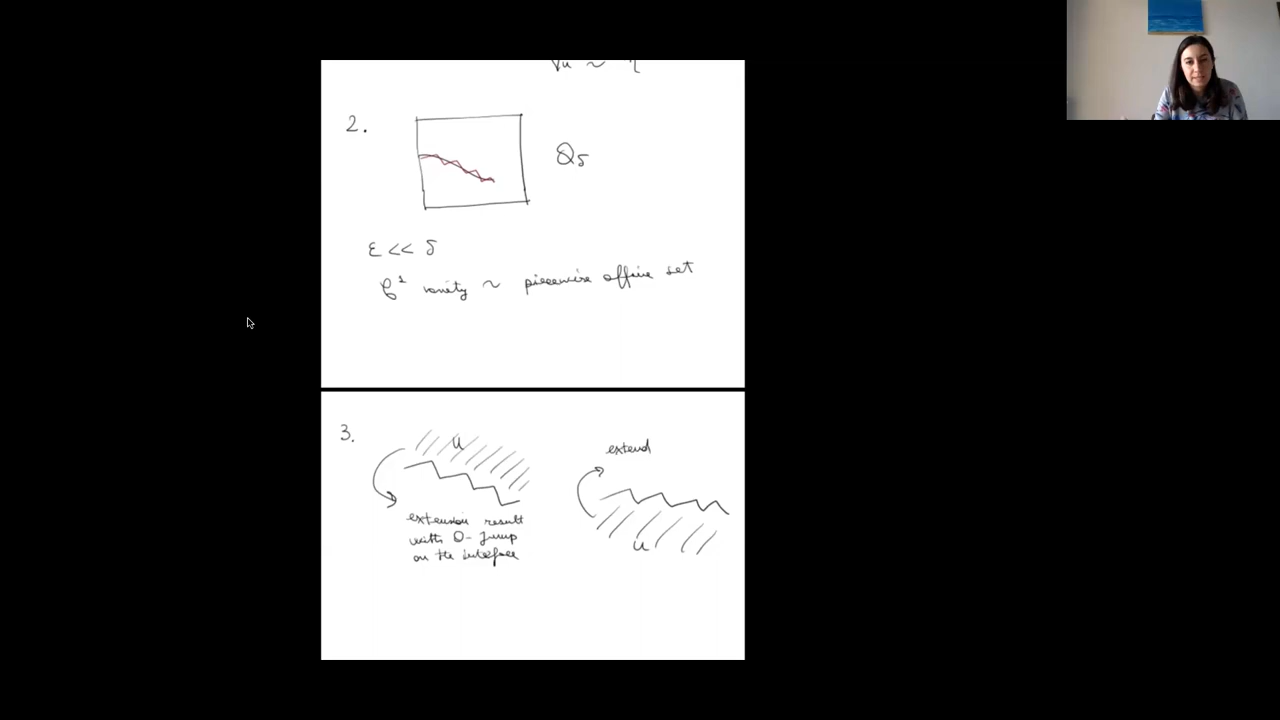 ∇u ~ η
2.
Qδ
ε << δ
C¹ variety ~ piecewise affine set
3.
u
extend
extension result
with 0-jump
on the interface
u